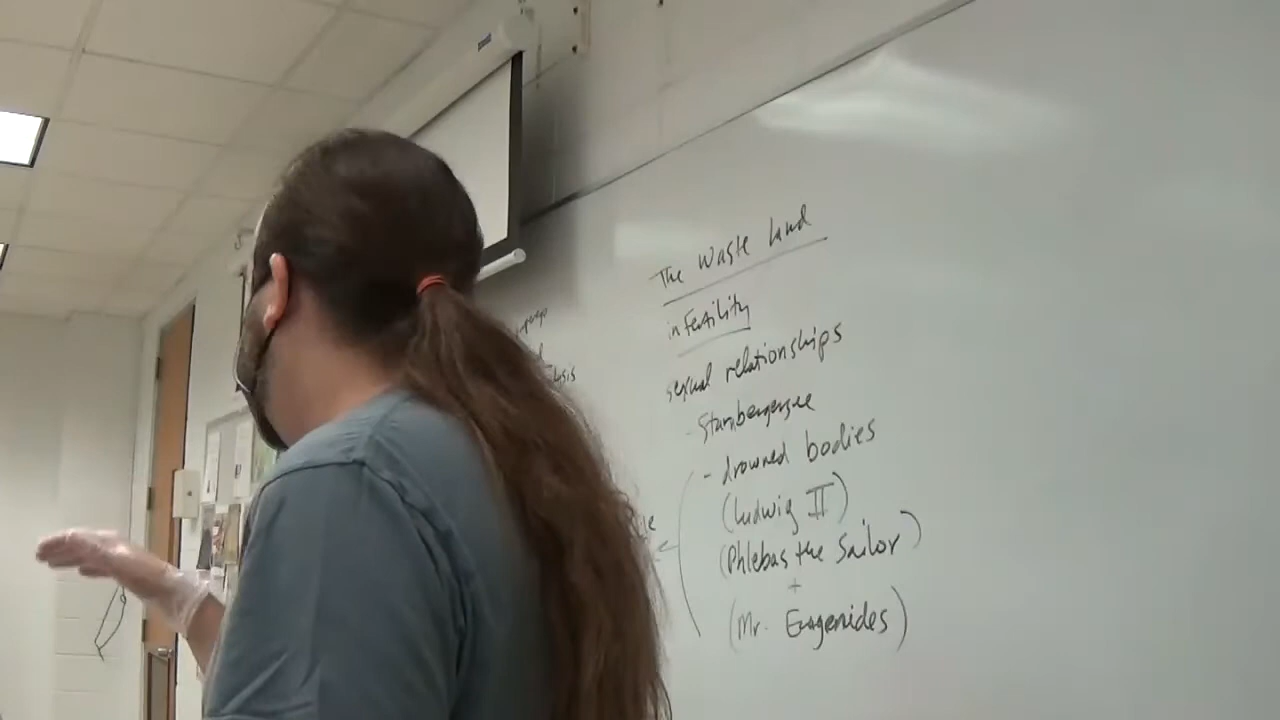 The Waste Land
infertility
sexual relationships
- Starnbergersee
- drowned bodies
(Ludwig II)
(Phlebas the Sailor)
+
(Mr. Eugenides)